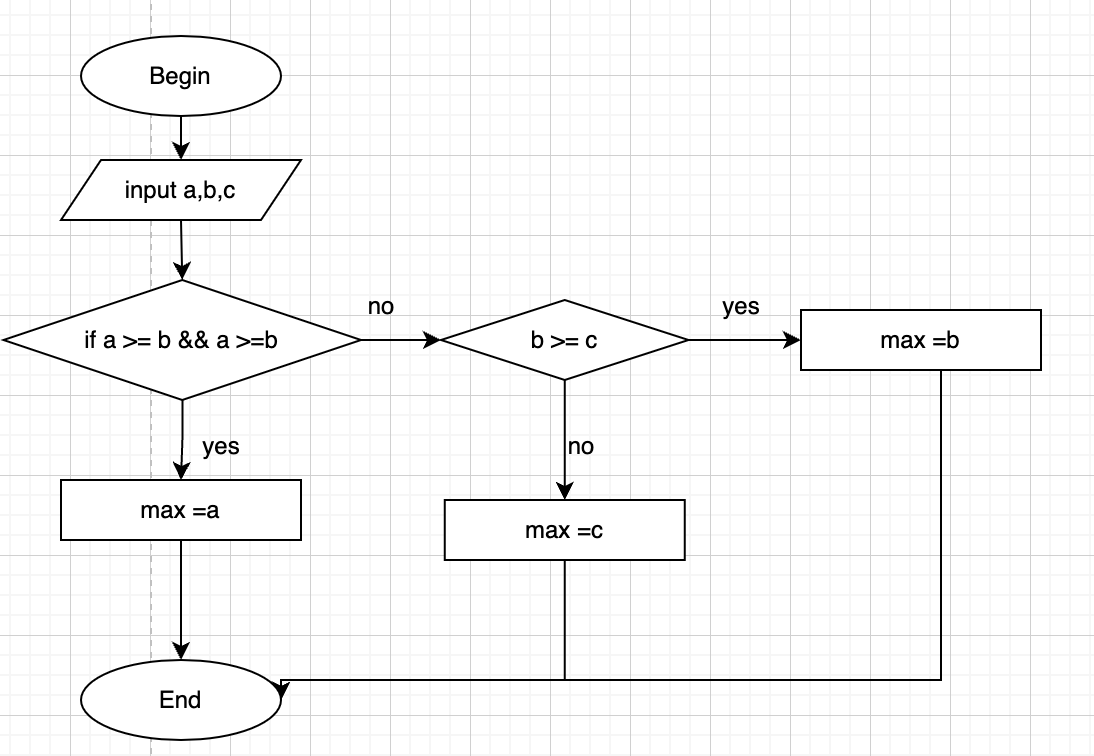 Begin
input a,b,c
if a >= b && a >=b
no
b >= c
yes
max =b
yes
no
max =a
max =c
End